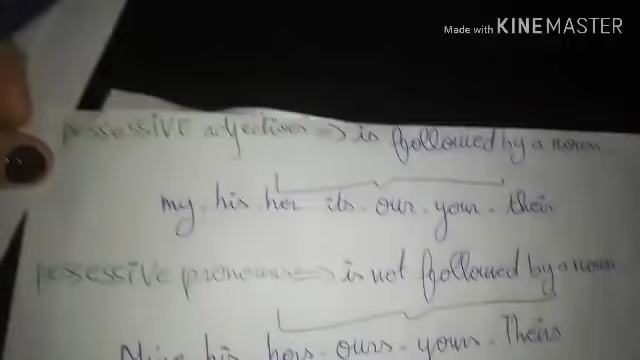 Made with KINEMASTER
possessive adjectives => is followed by a noun
my. his. her its. our. your. their
possessive pronouns => is not followed by a noun
Mine his hers. ours. yours. Theirs